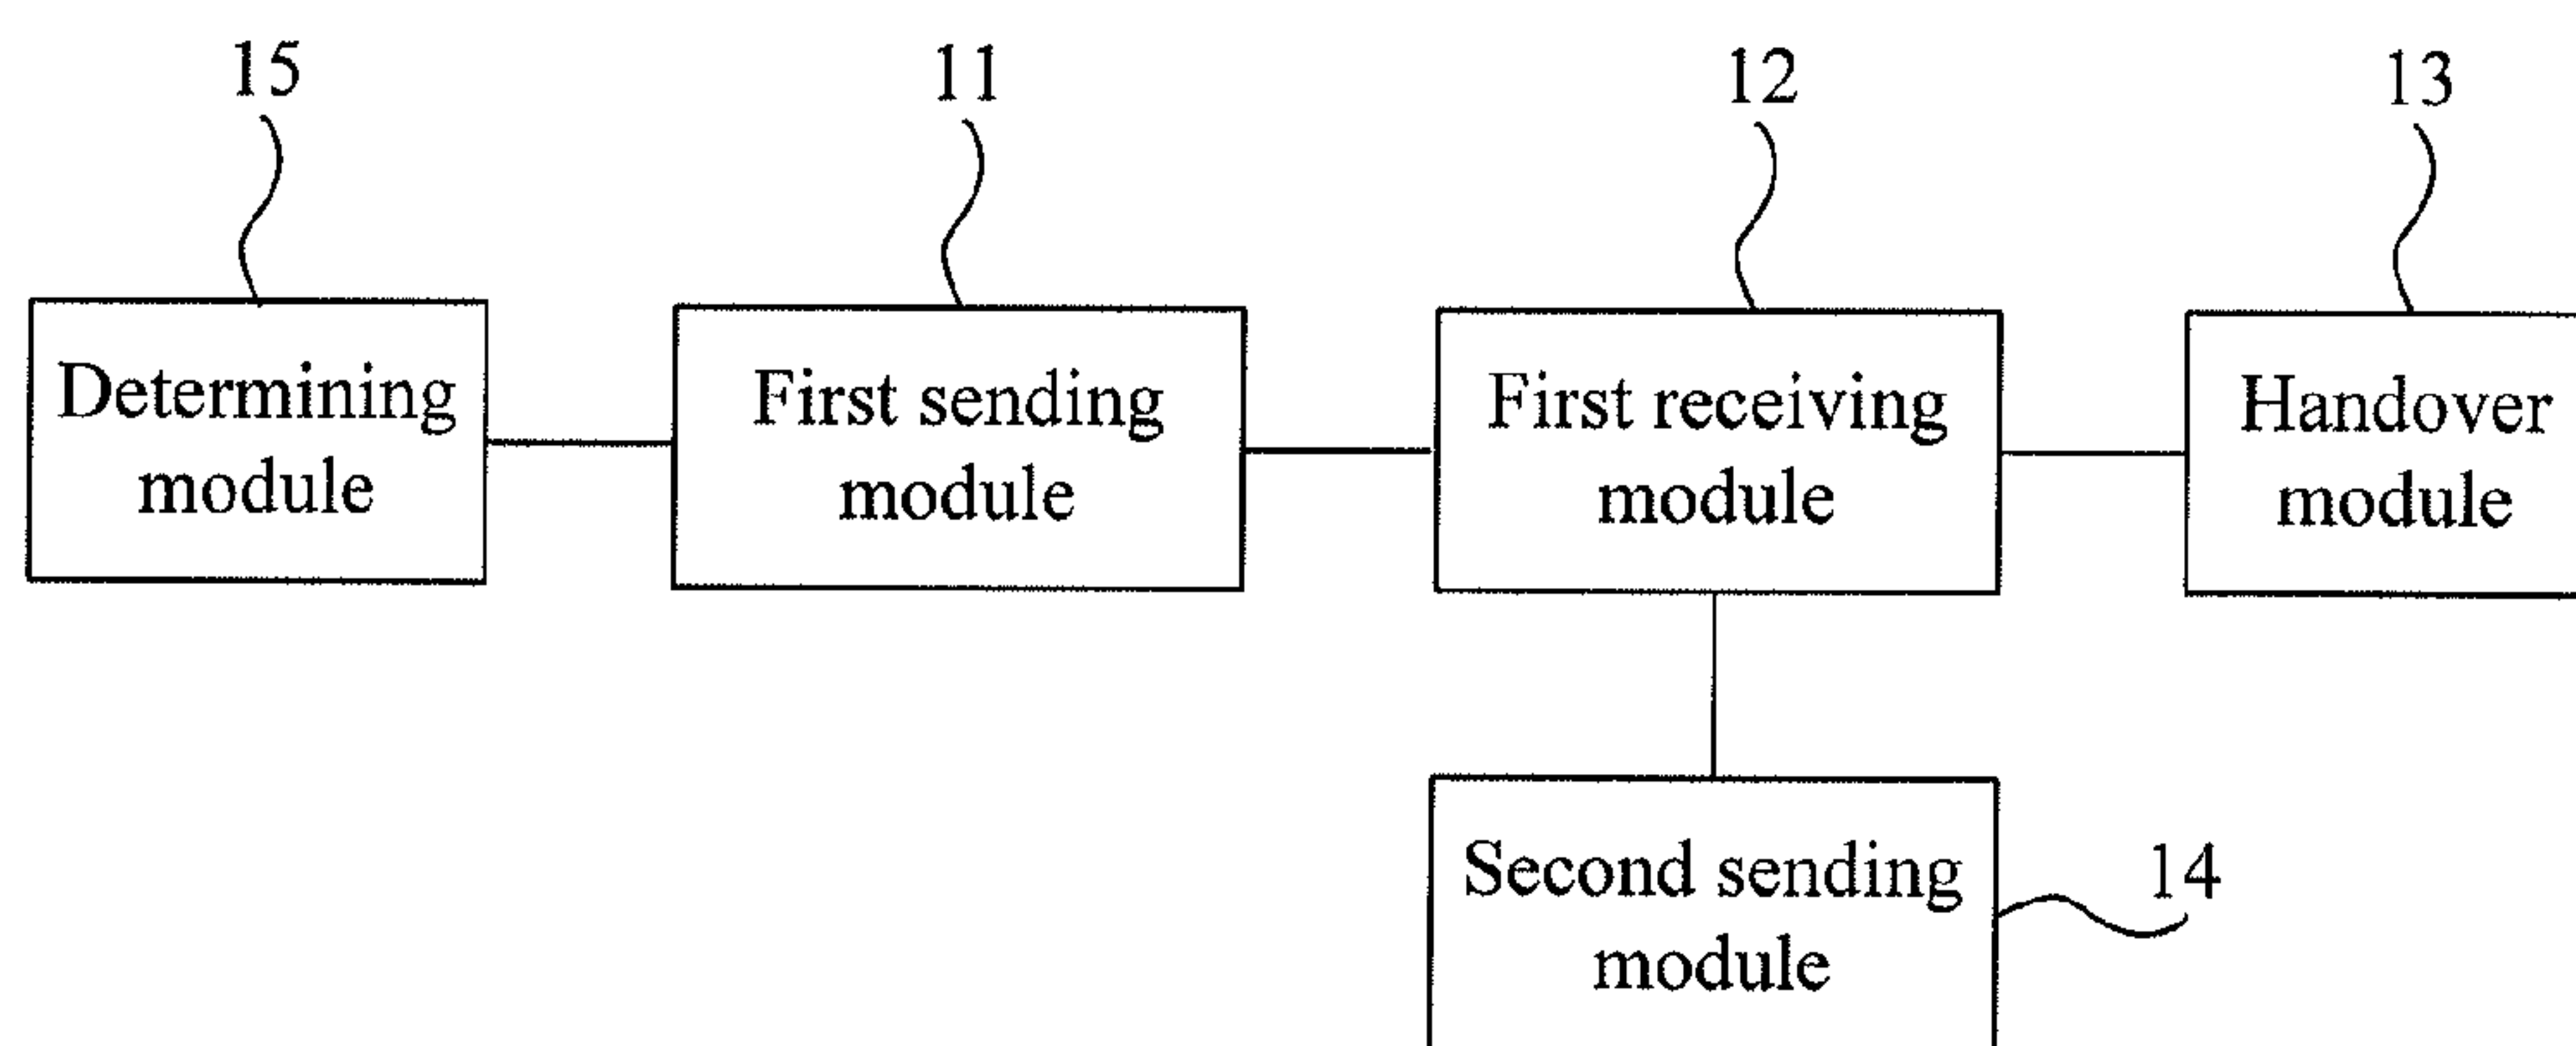 15
11
12
13
Determining
module
First sending
module
First receiving
module
Handover
module
Second sending
module
14